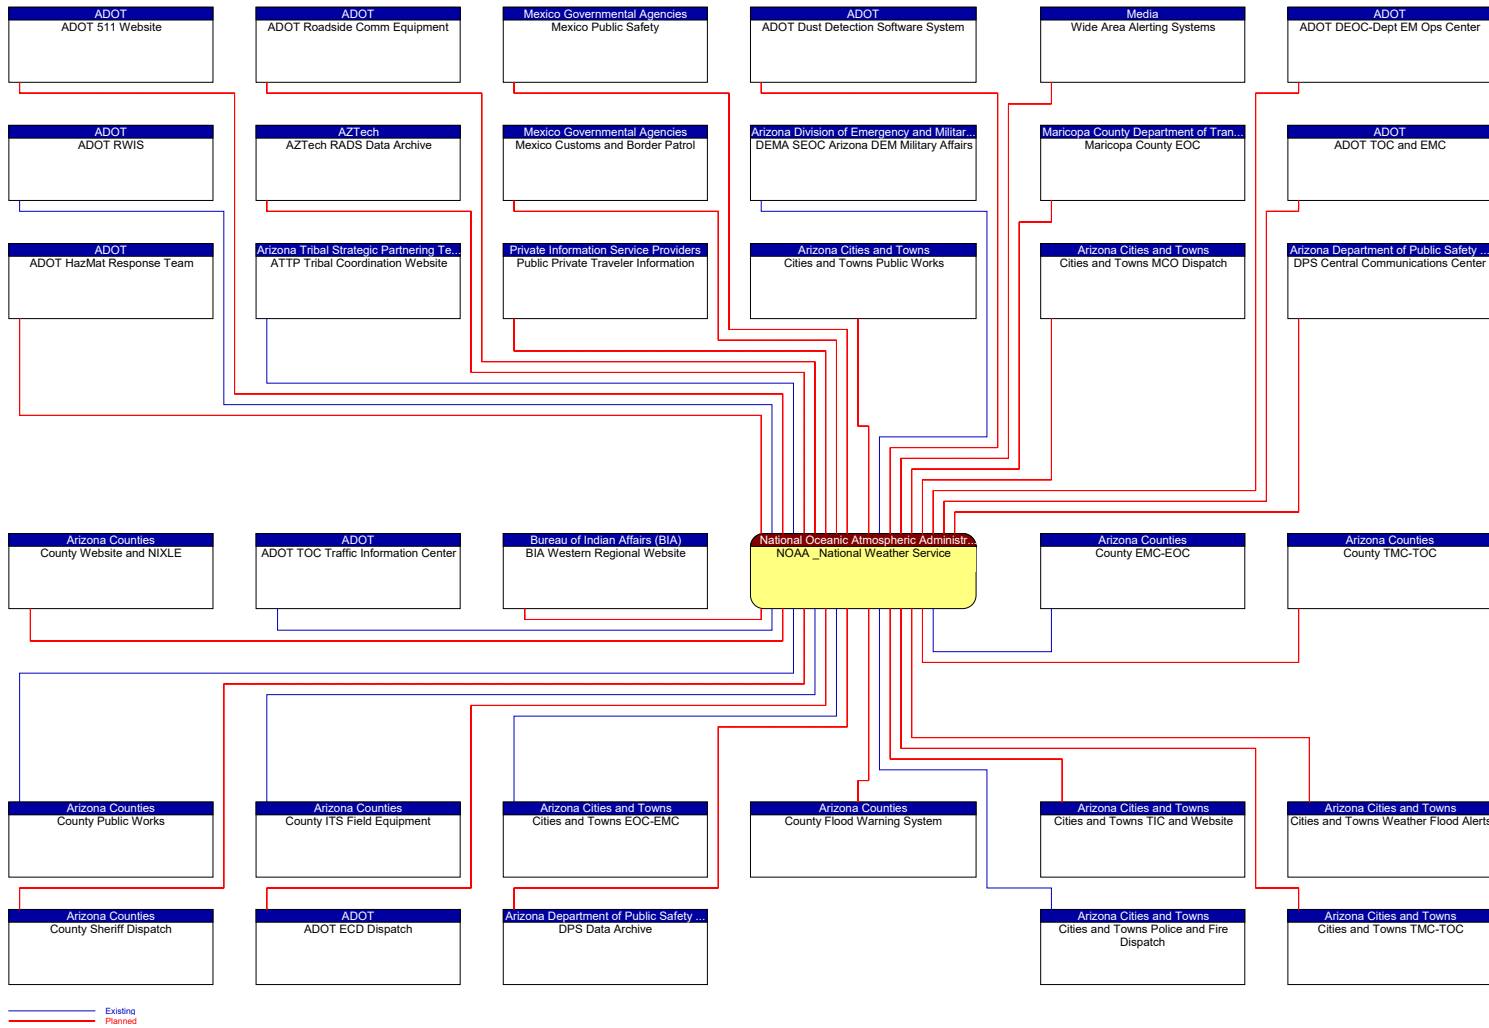 ADOT
ADOT 511 Website
ADOT
ADOT Roadside Comm Equipment
Mexico Governmental Agencies
Mexico Public Safety
ADOT
ADOT Dust Detection Software System
Media
Wide Area Alerting Systems
ADOT
ADOT DEOC-Dept EM Ops Center
ADOT
ADOT RWIS
AZTech
AZTech RADS Data Archive
Mexico Governmental Agencies
Mexico Customs and Border Patrol
Arizona Division of Emergency and Militar...
DEMA SEOC Arizona DEM Military Affairs
Maricopa County Department of Tran...
Maricopa County EOC
ADOT
ADOT TOC and EMC
ADOT
ADOT HazMat Response Team
Arizona Tribal Strategic Partnering Te...
ATTP Tribal Coordination Website
Private Information Service Providers
Public Private Traveler Information
Arizona Cities and Towns
Cities and Towns Public Works
Arizona Cities and Towns
Cities and Towns MCO Dispatch
Arizona Department of Public Safety ...
DPS Central Communications Center
Arizona Counties
County Website and NIXLE
ADOT
ADOT TOC Traffic Information Center
Bureau of Indian Affairs (BIA)
BIA Western Regional Website
National Oceanic Atmospheric Administr...
NOAA _National Weather Service
Arizona Counties
County EMC-EOC
Arizona Counties
County TMC-TOC
Arizona Counties
County Public Works
Arizona Counties
County ITS Field Equipment
Arizona Cities and Towns
Cities and Towns EOC-EMC
Arizona Counties
County Flood Warning System
Arizona Cities and Towns
Cities and Towns TIC and Website
Arizona Cities and Towns
Cities and Towns Weather Flood Alerts
Arizona Counties
County Sheriff Dispatch
ADOT
ADOT ECD Dispatch
Arizona Department of Public Safety ...
DPS Data Archive
Arizona Cities and Towns
Cities and Towns Police and Fire
Dispatch
Arizona Cities and Towns
Cities and Towns TMC-TOC
Existing
Planned